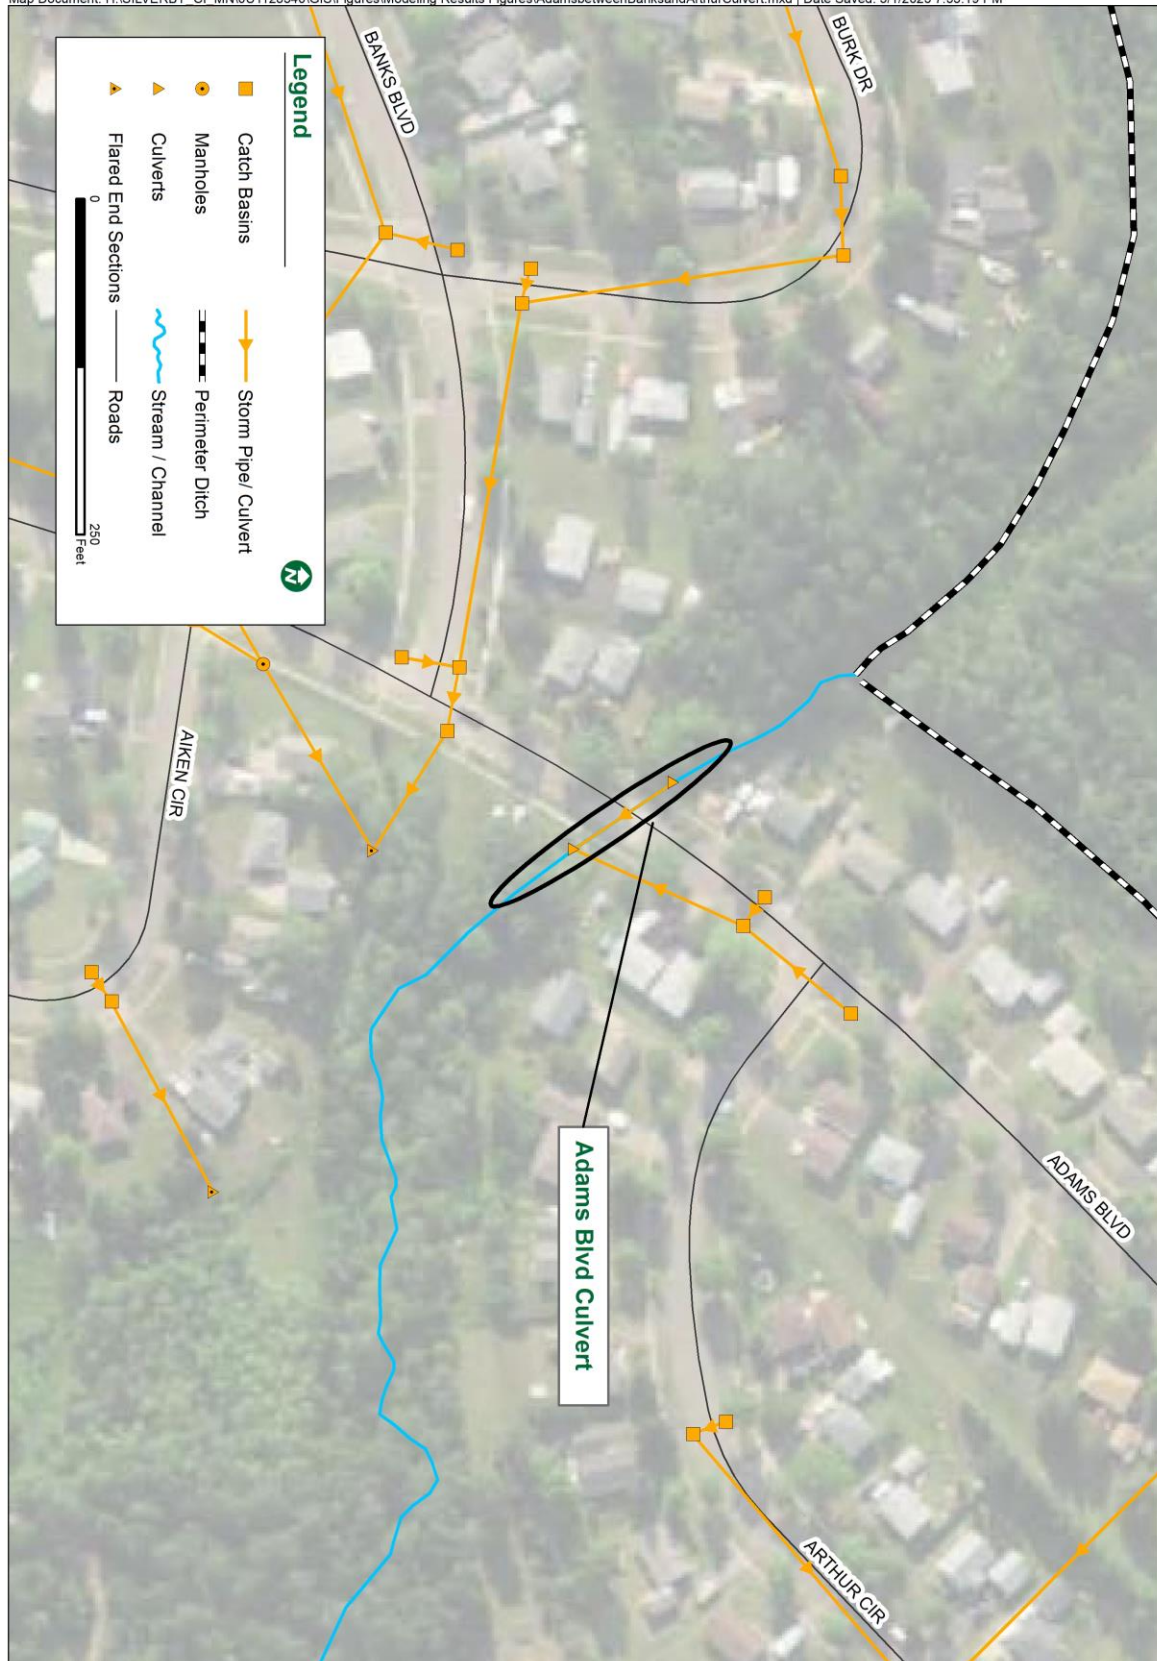 BURK DR
BANKS BLVD
Legend
Catch Basins
Manholes
Culverts
Flared End Sections
Storm Pipe/ Culvert
Perimeter Ditch
Stream / Channel
Roads
0
250
Feet
N
AIKEN CIR
Adams Blvd Culvert
ADAMS BLVD
ARTHUR CIR